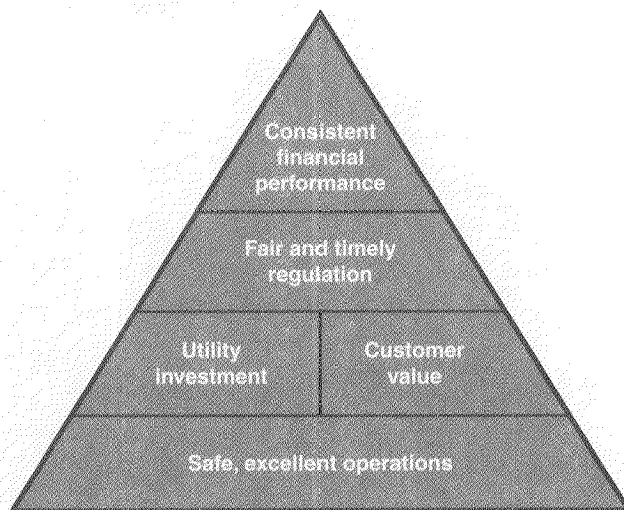 Consistent
financial
performance
Fair and timely
regulation
Utility
investment
Customer
value
Safe, excellent operations